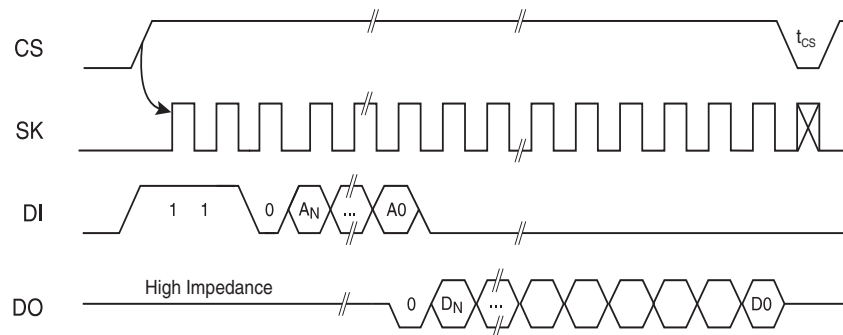 CS t_CS
SK
DI 1 1 0 A_N ... A0
DO High Impedance 0 D_N ... D0